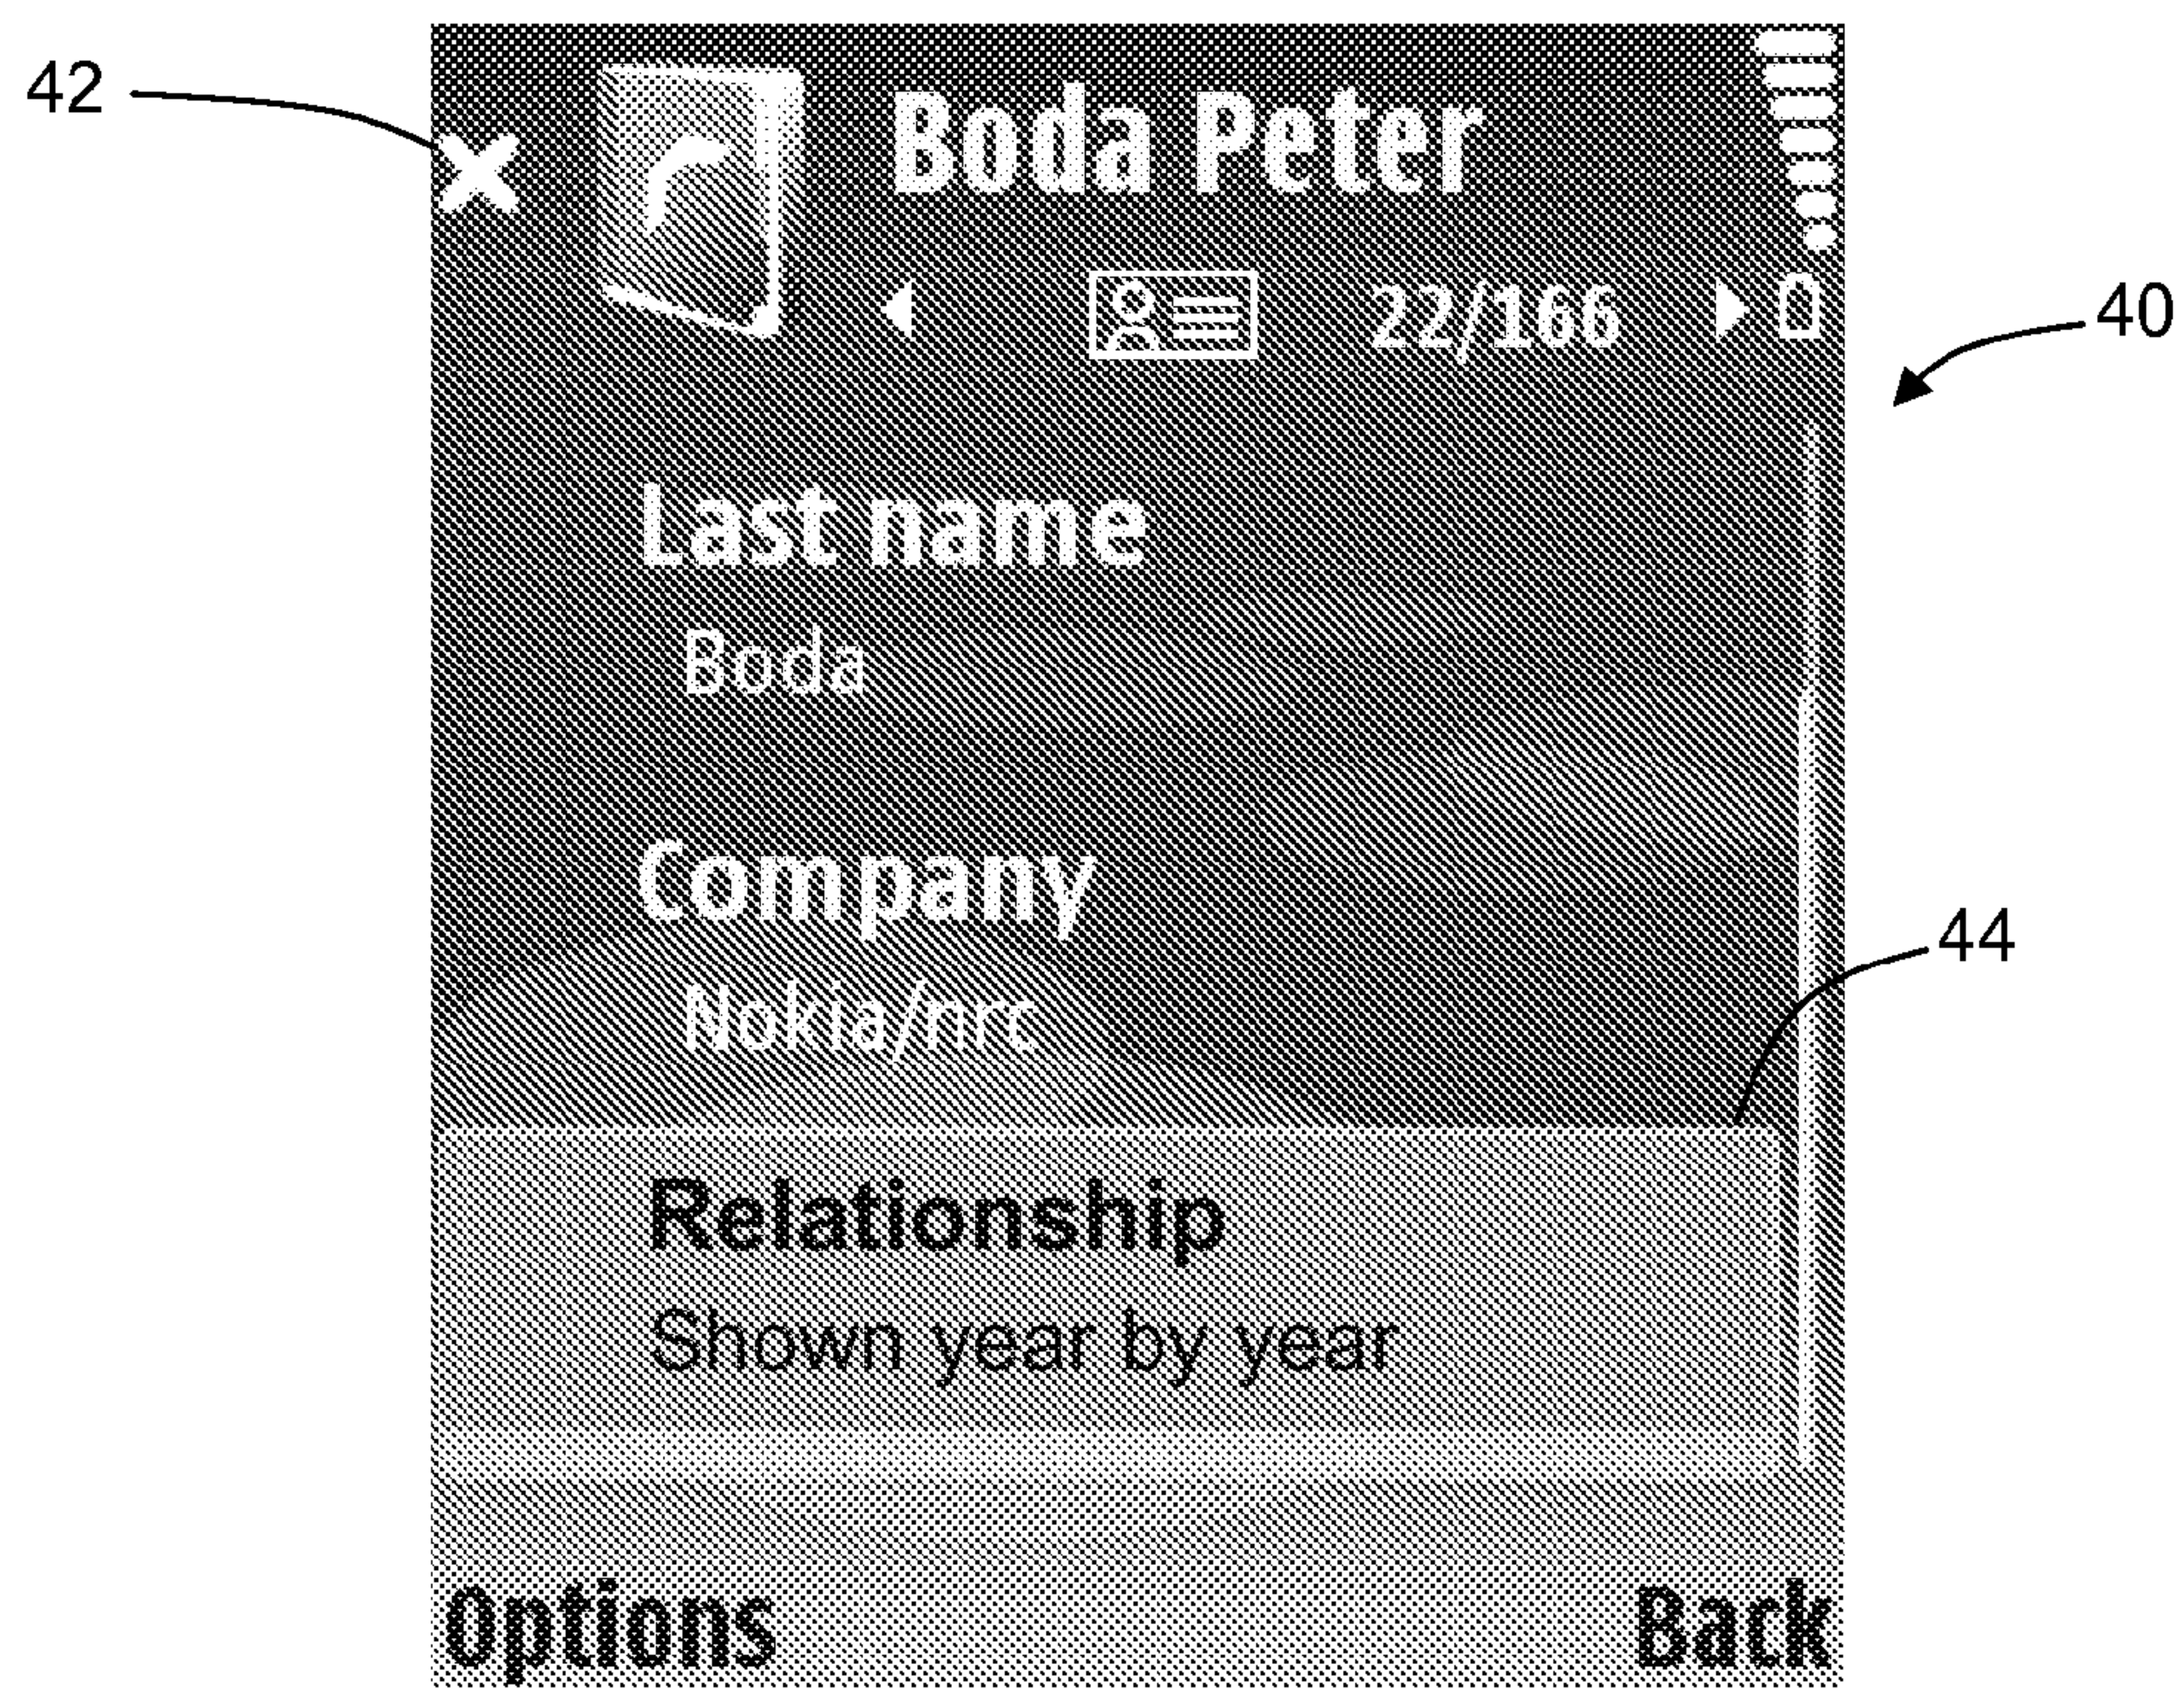 42
Boda Peter
22/166
40
Last name
Boda
Company
Nokia/nrc
44
Relationship
Shown year by year
Options
Back